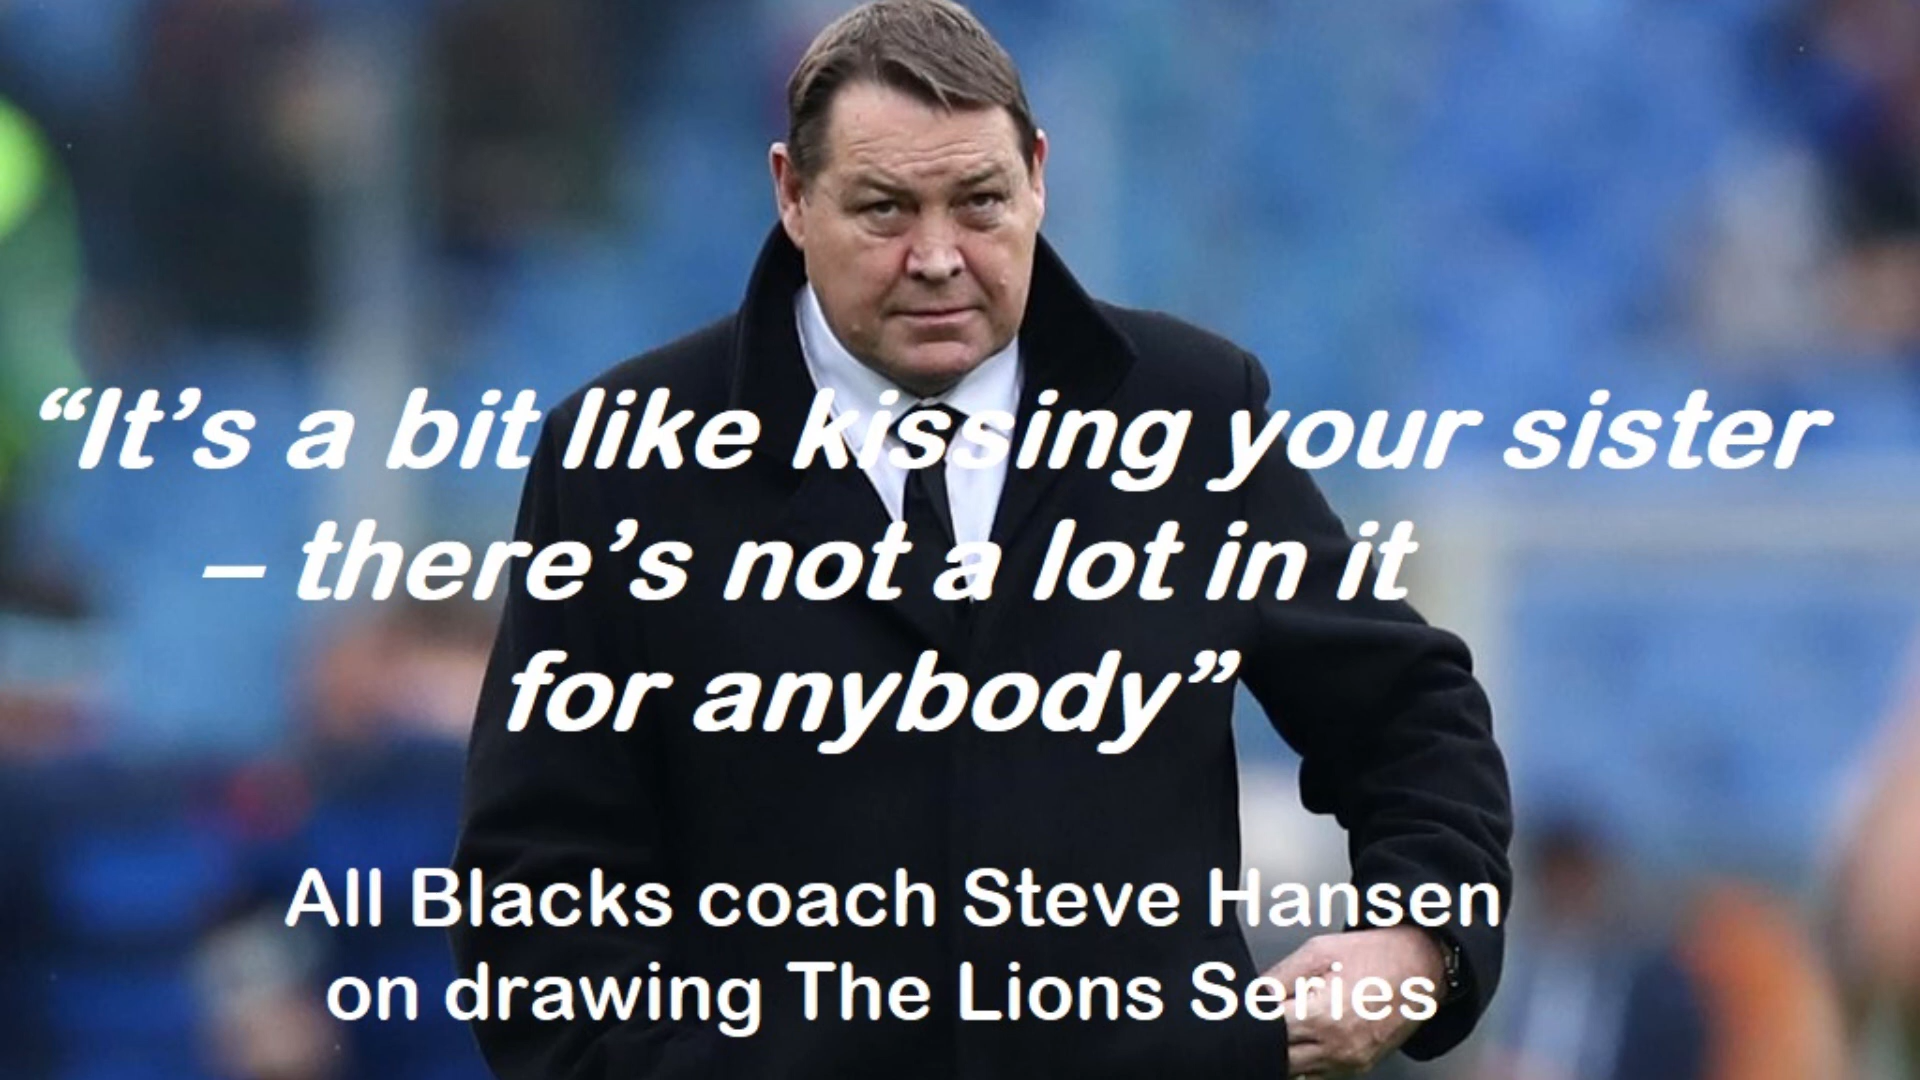 “It’s a bit like kissing your sister
– there’s not a lot in it
for anybody”
All Blacks coach Steve Hansen
on drawing The Lions Series